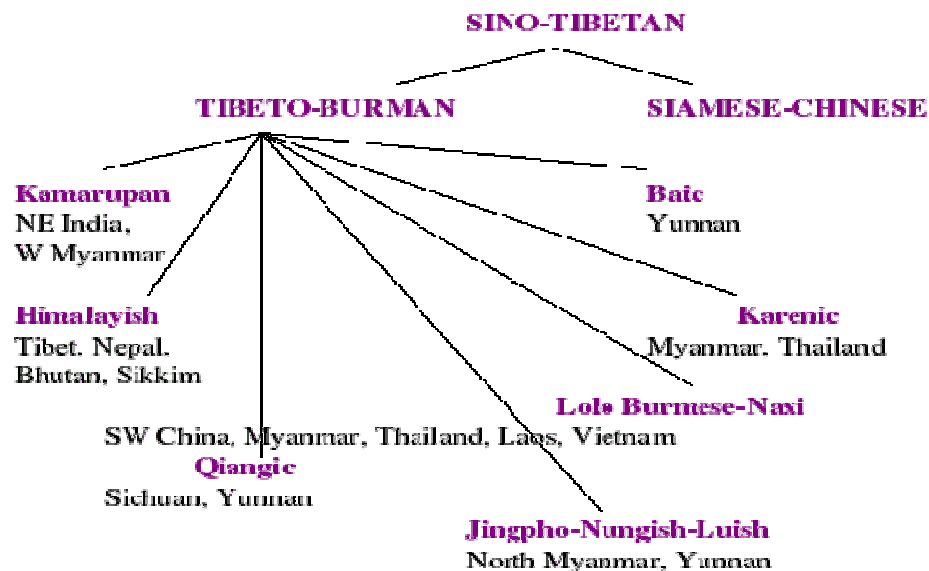 SINO-TIBETAN
TIBETO-BURMAN
SIAMESE-CHINESE
Kamarupan
NE India,
W Myanmar
Baic
Yunnan
Himalayish
Tibet. Nepal.
Bhutan, Sikkim
Karenic
Myanmar. Thailand
Lolo Burmese-Naxi
SW China, Myanmar, Thailand, Laos, Vietnam
Qiangic
Sichuan, Yunnan
Jingpho-Nungish-Luish
North Myanmar, Yunnan